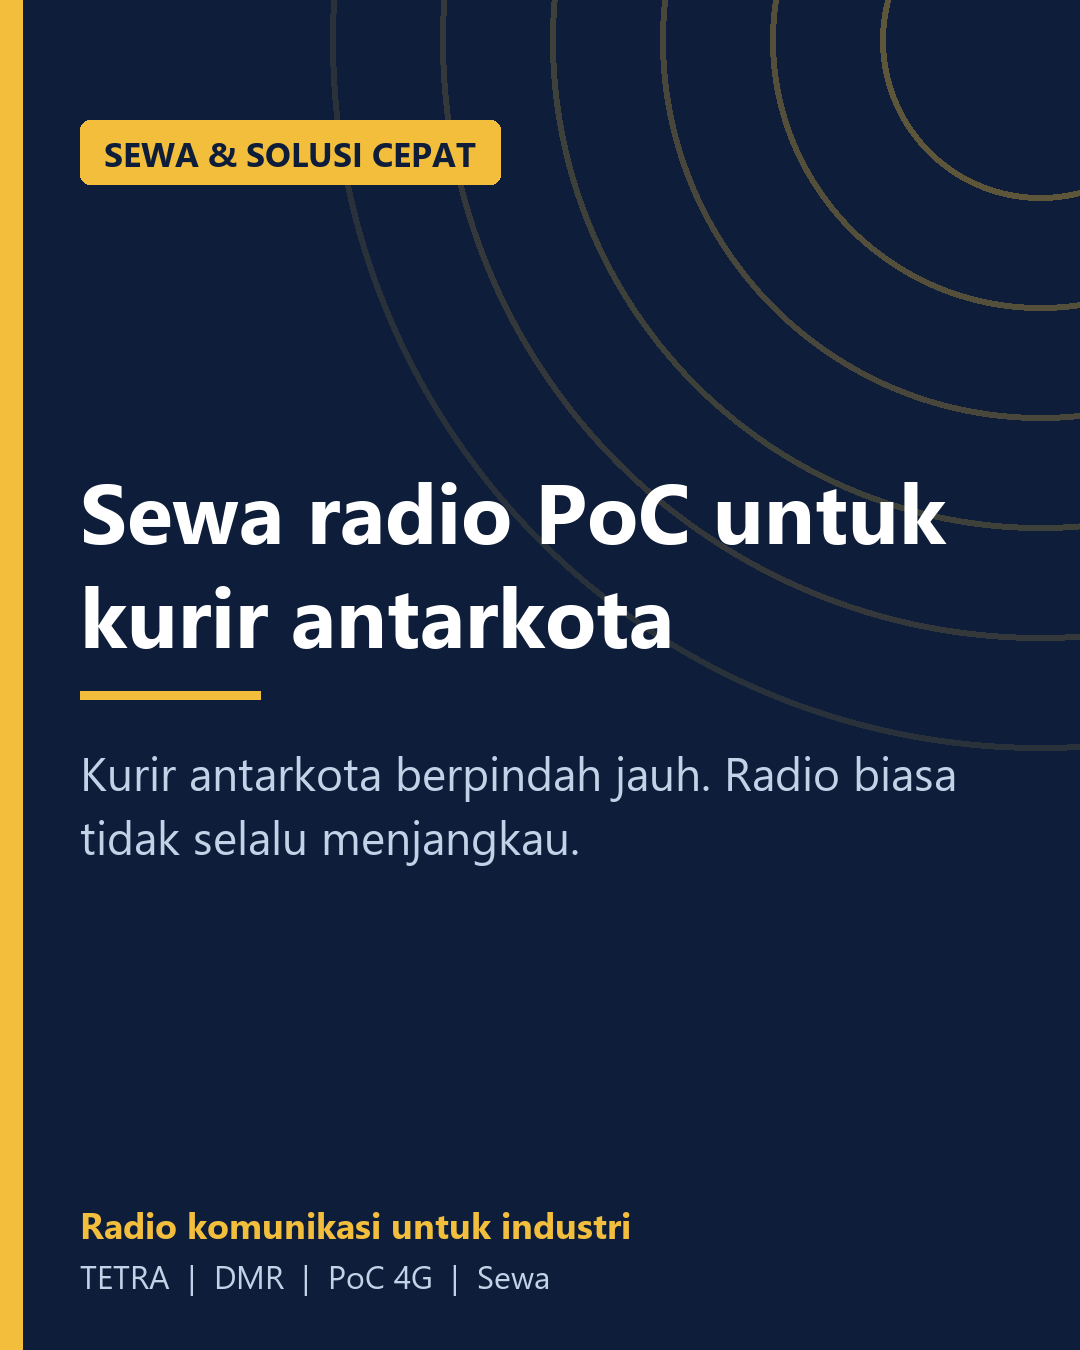 SEWA & SOLUSI CEPAT
Sewa radio PoC untuk
kurir antarkota
Kurir antarkota berpindah jauh. Radio biasa
tidak selalu menjangkau.
Radio komunikasi untuk industri
TETRA | DMR | PoC 4G | Sewa